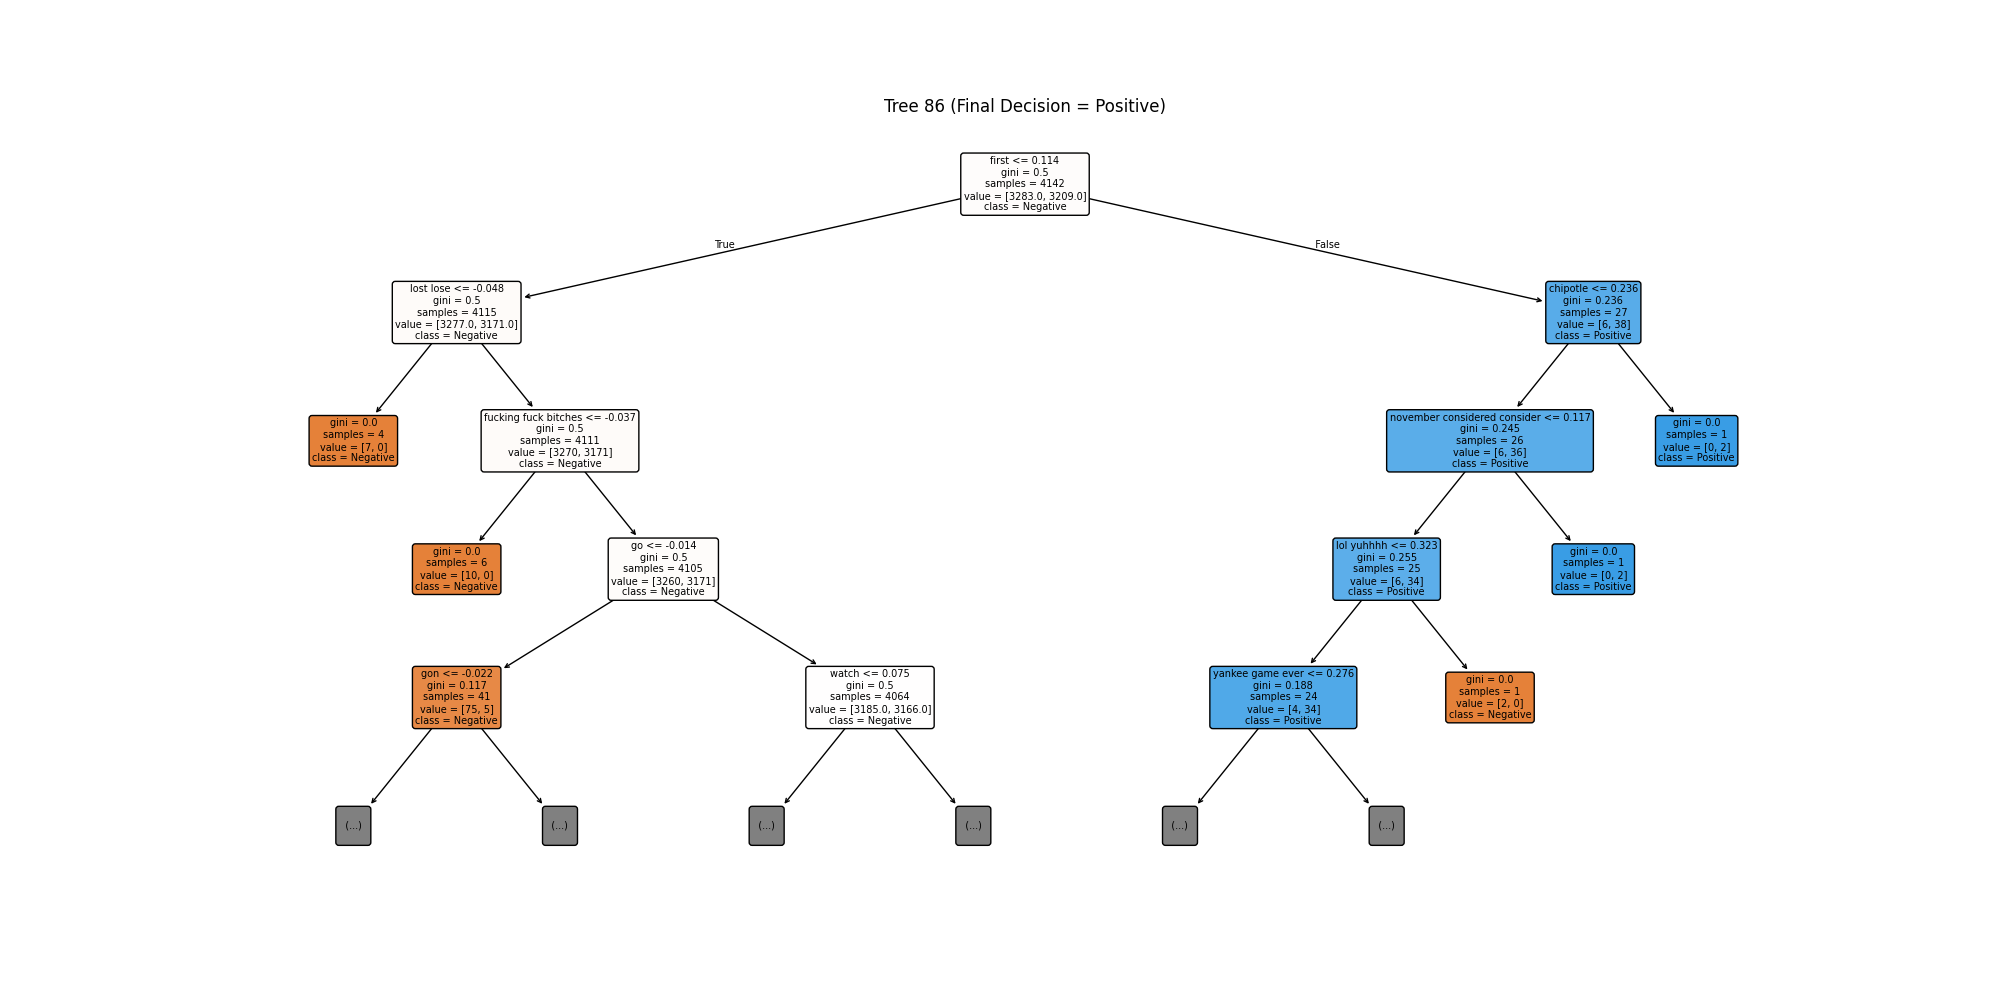 Tree 86 (Final Decision = Positive)
first <= 0.114
gini = 0.5
samples = 4142
value = [3283.0, 3209.0]
class = Negative
True
False
lost lose <= -0.048
gini = 0.5
samples = 4115
value = [3277.0, 3171.0]
class = Negative
chipotle <= 0.236
gini = 0.236
samples = 27
value = [6, 38]
class = Positive
gini = 0.0
samples = 4
value = [7, 0]
class = Negative
fucking fuck bitches <= -0.037
gini = 0.5
samples = 4111
value = [3270, 3171]
class = Negative
november considered consider <= 0.117
gini = 0.245
samples = 26
value = [6, 36]
class = Positive
gini = 0.0
samples = 1
value = [0, 2]
class = Positive
gini = 0.0
samples = 6
value = [10, 0]
class = Negative
go <= -0.014
gini = 0.5
samples = 4105
value = [3260, 3171]
class = Negative
lol yuhhhh <= 0.323
gini = 0.255
samples = 25
value = [6, 34]
class = Positive
gini = 0.0
samples = 1
value = [0, 2]
class = Positive
gon <= -0.022
gini = 0.117
samples = 41
value = [75, 5]
class = Negative
watch <= 0.075
gini = 0.5
samples = 4064
value = [3185.0, 3166.0]
class = Negative
yankee game ever <= 0.276
gini = 0.188
samples = 24
value = [4, 34]
class = Positive
gini = 0.0
samples = 1
value = [2, 0]
class = Negative
(...)
(...)
(...)
(...)
(...)
(...)